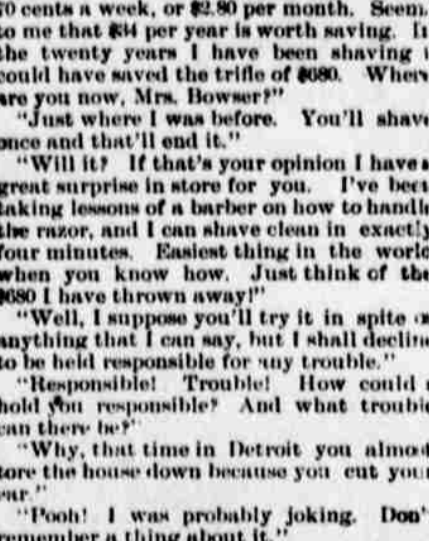 70 cents a week, or $2.80 per month. Seem
to me that $34 per year is worth saving. In
the twenty years I have been shaving I
could have saved the trifle of $680. Where
are you now, Mrs. Bowser?"
"Just where I was before. You'll shave
once and that'll end it."
"Will it? If that's your opinion I have a
great surprise in store for you. I've been
taking lessons of a barber on how to handle
the razor, and I can shave clean in exactly
four minutes. Easiest thing in the world
when you know how. Just think of the
$680 I have thrown away!"
"Well, I suppose you'll try it in spite of
anything that I can say, but I shall decline
to be held responsible for any trouble."
"Responsible! Trouble! How could I
hold you responsible? And what trouble
can there be?"
"Why, that time in Detroit you almost
tore the house down because you cut your
ear."
"Pooh! I was probably joking. Don't
remember a thing about it."